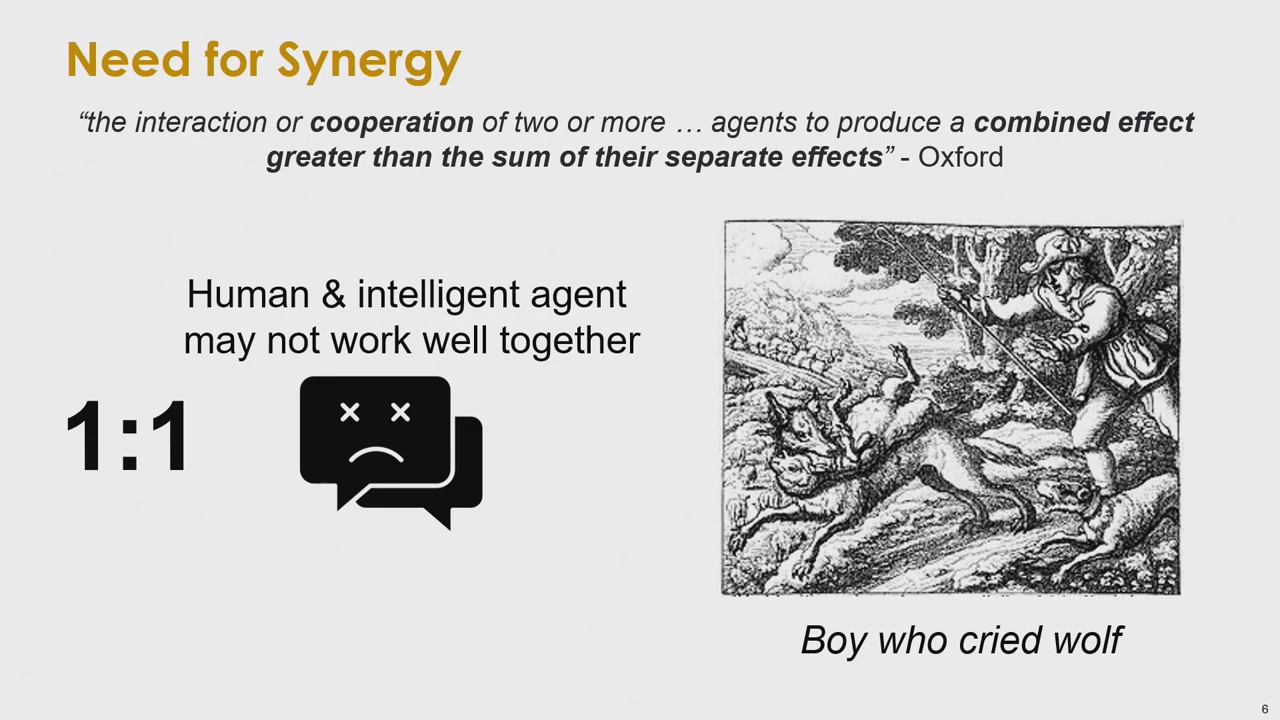 Need for Synergy
“the interaction or cooperation of two or more … agents to produce a combined effect
greater than the sum of their separate effects” - Oxford
Human & intelligent agent
may not work well together
1:1
Boy who cried wolf
6